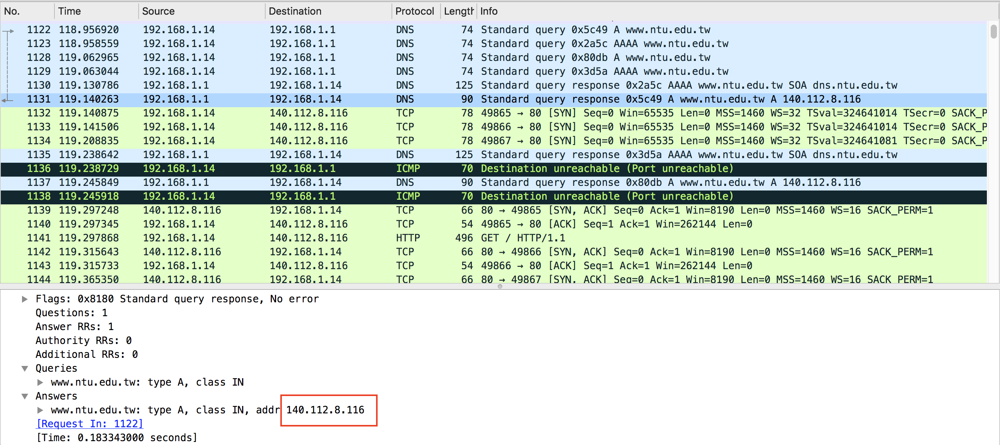 No. Time Source Destination Protocol Length Info
1122 118.956920 192.168.1.14 192.168.1.1 DNS 74 Standard query 0x5c49 A www.ntu.edu.tw
1123 118.958559 192.168.1.14 192.168.1.1 DNS 74 Standard query 0x2a5c AAAA www.ntu.edu.tw
1128 119.062965 192.168.1.14 192.168.1.1 DNS 74 Standard query 0x80db A www.ntu.edu.tw
1129 119.063044 192.168.1.14 192.168.1.1 DNS 74 Standard query 0x3d5a AAAA www.ntu.edu.tw
1130 119.130786 192.168.1.1 192.168.1.14 DNS 125 Standard query response 0x2a5c AAAA www.ntu.edu.tw SOA dns.ntu.edu.tw
1131 119.140263 192.168.1.1 192.168.1.14 DNS 90 Standard query response 0x5c49 A www.ntu.edu.tw A 140.112.8.116
1132 119.140875 192.168.1.14 140.112.8.116 TCP 78 49865 → 80 [SYN] Seq=0 Win=65535 Len=0 MSS=1460 WS=32 TSval=324641014 TSecr=0 SACK_P
1133 119.141506 192.168.1.14 140.112.8.116 TCP 78 49866 → 80 [SYN] Seq=0 Win=65535 Len=0 MSS=1460 WS=32 TSval=324641014 TSecr=0 SACK_P
1134 119.208835 192.168.1.14 140.112.8.116 TCP 78 49867 → 80 [SYN] Seq=0 Win=65535 Len=0 MSS=1460 WS=32 TSval=324641081 TSecr=0 SACK_P
1135 119.238642 192.168.1.1 192.168.1.14 DNS 125 Standard query response 0x3d5a AAAA www.ntu.edu.tw SOA dns.ntu.edu.tw
1136 119.238729 192.168.1.14 192.168.1.1 ICMP 70 Destination unreachable (Port unreachable)
1137 119.245849 192.168.1.1 192.168.1.14 DNS 90 Standard query response 0x80db A www.ntu.edu.tw A 140.112.8.116
1138 119.245918 192.168.1.14 192.168.1.1 ICMP 70 Destination unreachable (Port unreachable)
1139 119.297248 140.112.8.116 192.168.1.14 TCP 66 80 → 49865 [SYN, ACK] Seq=0 Ack=1 Win=8190 Len=0 MSS=1460 WS=16 SACK_PERM=1
1140 119.297345 192.168.1.14 140.112.8.116 TCP 54 49865 → 80 [ACK] Seq=1 Ack=1 Win=262144 Len=0
1141 119.297868 192.168.1.14 140.112.8.116 HTTP 496 GET / HTTP/1.1
1142 119.315643 140.112.8.116 192.168.1.14 TCP 66 80 → 49866 [SYN, ACK] Seq=0 Ack=1 Win=8190 Len=0 MSS=1460 WS=16 SACK_PERM=1
1143 119.315733 192.168.1.14 140.112.8.116 TCP 54 49866 → 80 [ACK] Seq=1 Ack=1 Win=262144 Len=0
1144 119.365350 140.112.8.116 192.168.1.14 TCP 66 80 → 49867 [SYN, ACK] Seq=0 Ack=1 Win=8190 Len=0 MSS=1460 WS=16 SACK_PERM=1
Flags: 0x8180 Standard query response, No error
Questions: 1
Answer RRs: 1
Authority RRs: 0
Additional RRs: 0
Queries
www.ntu.edu.tw: type A, class IN
Answers
www.ntu.edu.tw: type A, class IN, addr 140.112.8.116
[Request In: 1122]
[Time: 0.183343000 seconds]